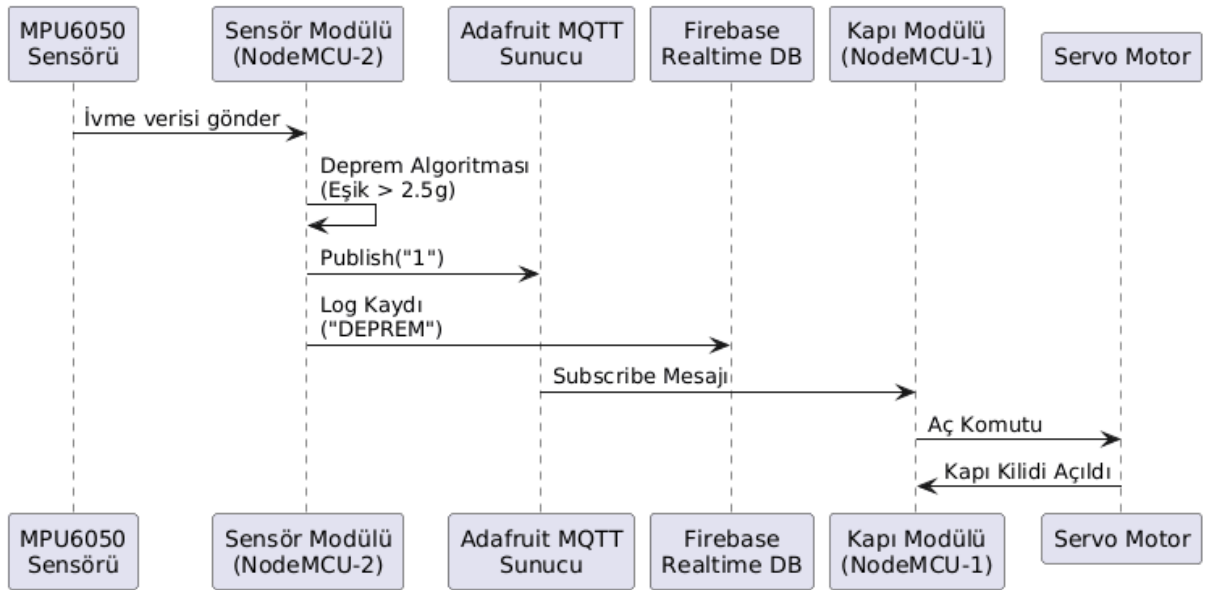 MPU6050
Sensörü
Sensör Modülü
(NodeMCU-2)
Adafruit MQTT
Sunucu
Firebase
Realtime DB
Kapı Modülü
(NodeMCU-1)
Servo Motor
İvme verisi gönder
Deprem Algoritması
(Eşik > 2.5g)
Publish("1")
Log Kaydı
("DEPREM")
Subscribe Mesajı
Aç Komutu
Kapı Kilidi Açıldı
MPU6050
Sensörü
Sensör Modülü
(NodeMCU-2)
Adafruit MQTT
Sunucu
Firebase
Realtime DB
Kapı Modülü
(NodeMCU-1)
Servo Motor